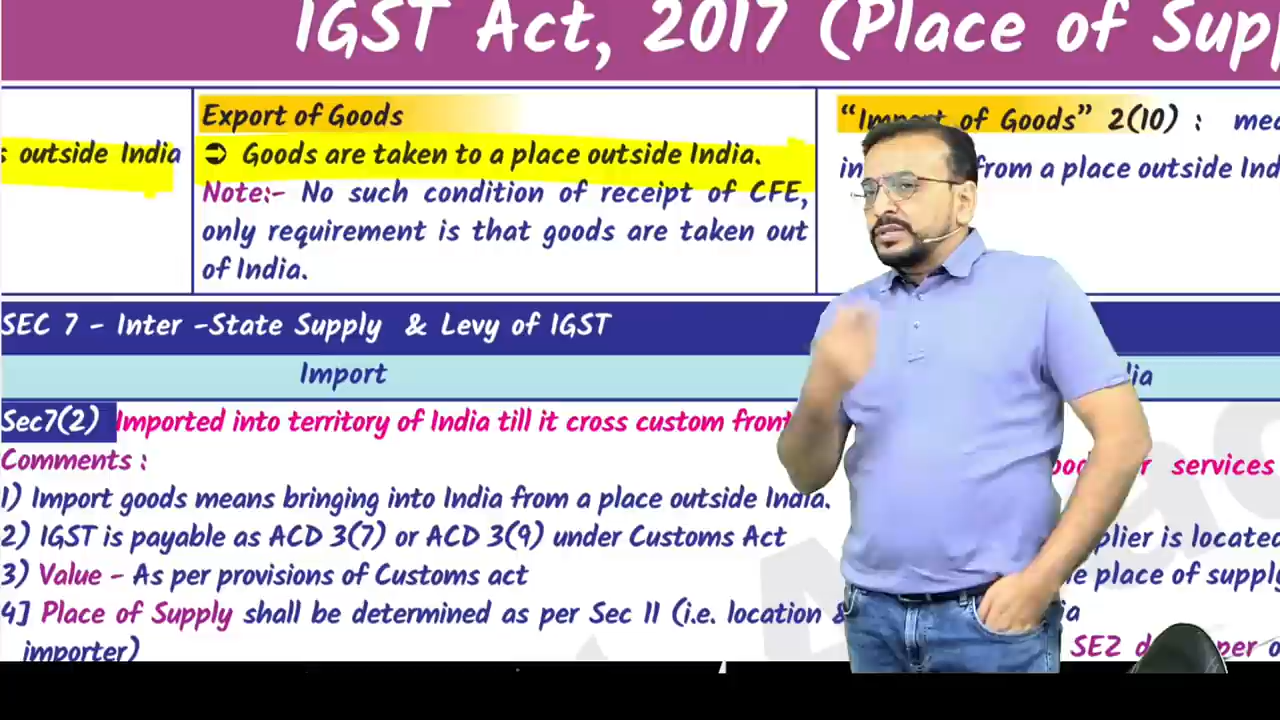 IGST Act, 2017 (Place of Supp
outside India
Export of Goods
➲ Goods are taken to a place outside India.
Note:- No such condition of receipt of CFE,
only requirement is that goods are taken out
of India.
“Import of Goods” 2(10) : mea
from a place outside Ind
SEC 7 - Inter -State Supply & Levy of IGST
Import
Sec7(2) Imported into territory of India till it cross custom front
Comments :
1) Import goods means bringing into India from a place outside India.
2) IGST is payable as ACD 3(7) or ACD 3(9) under Customs Act
3) Value - As per provisions of Customs act
4] Place of Supply shall be determined as per Sec 11 (i.e. location
importer)
services
plier is located
place of supply
SEZ